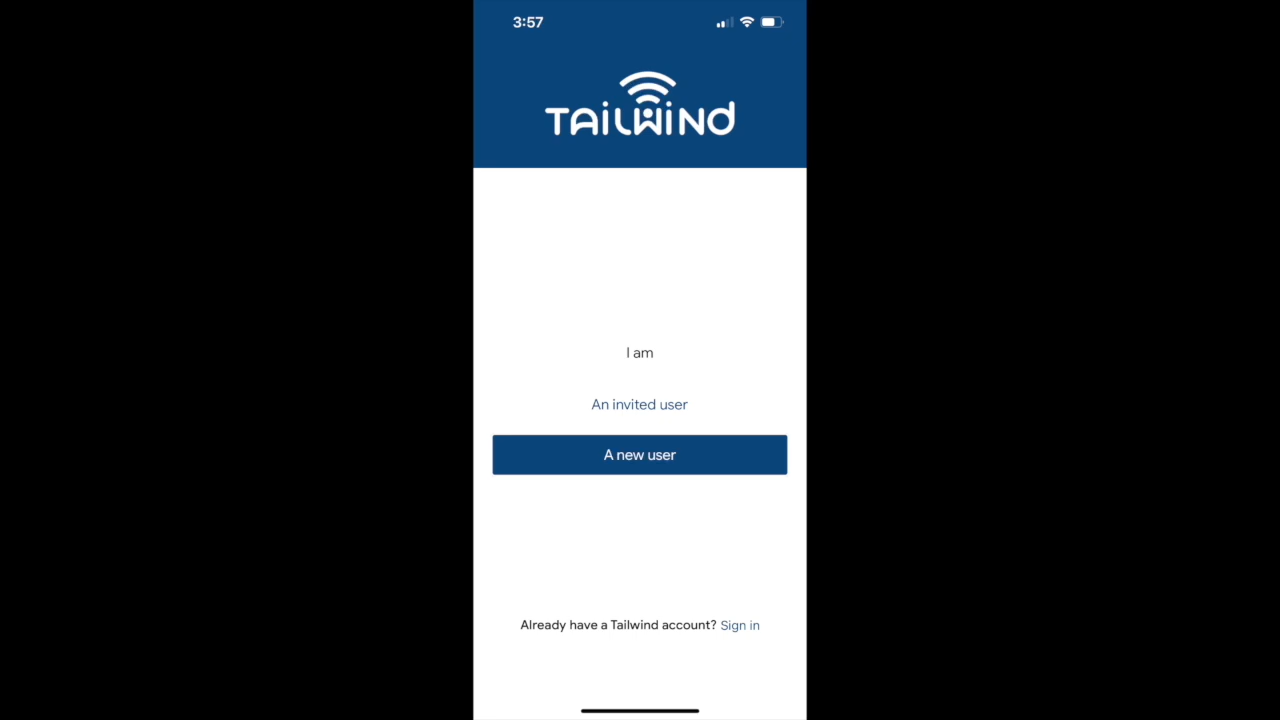 3:57
TAILWIND
I am
An invited user
A new user
Already have a Tailwind account? Sign in